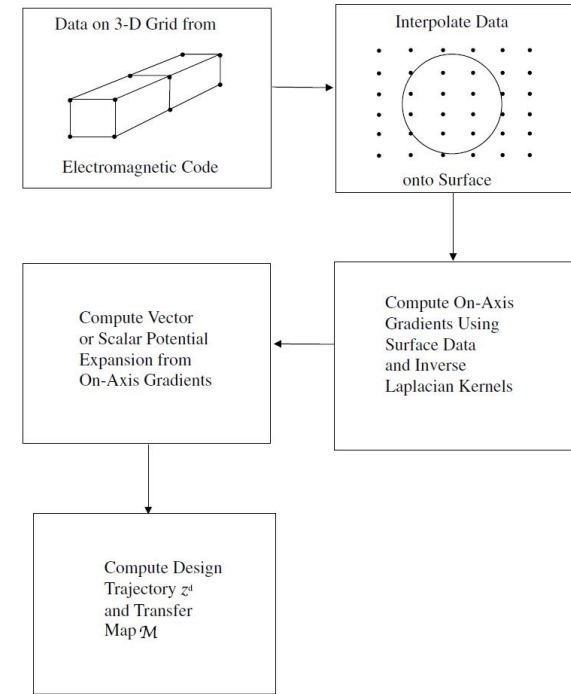 Data on 3-D Grid from
Electromagnetic Code
Interpolate Data
onto Surface
Compute On-Axis
Gradients Using
Surface Data
and Inverse
Laplacian Kernels
Compute Vector
or Scalar Potential
Expansion from
On-Axis Gradients
Compute Design
Trajectory zᵈ
and Transfer
Map ℳ